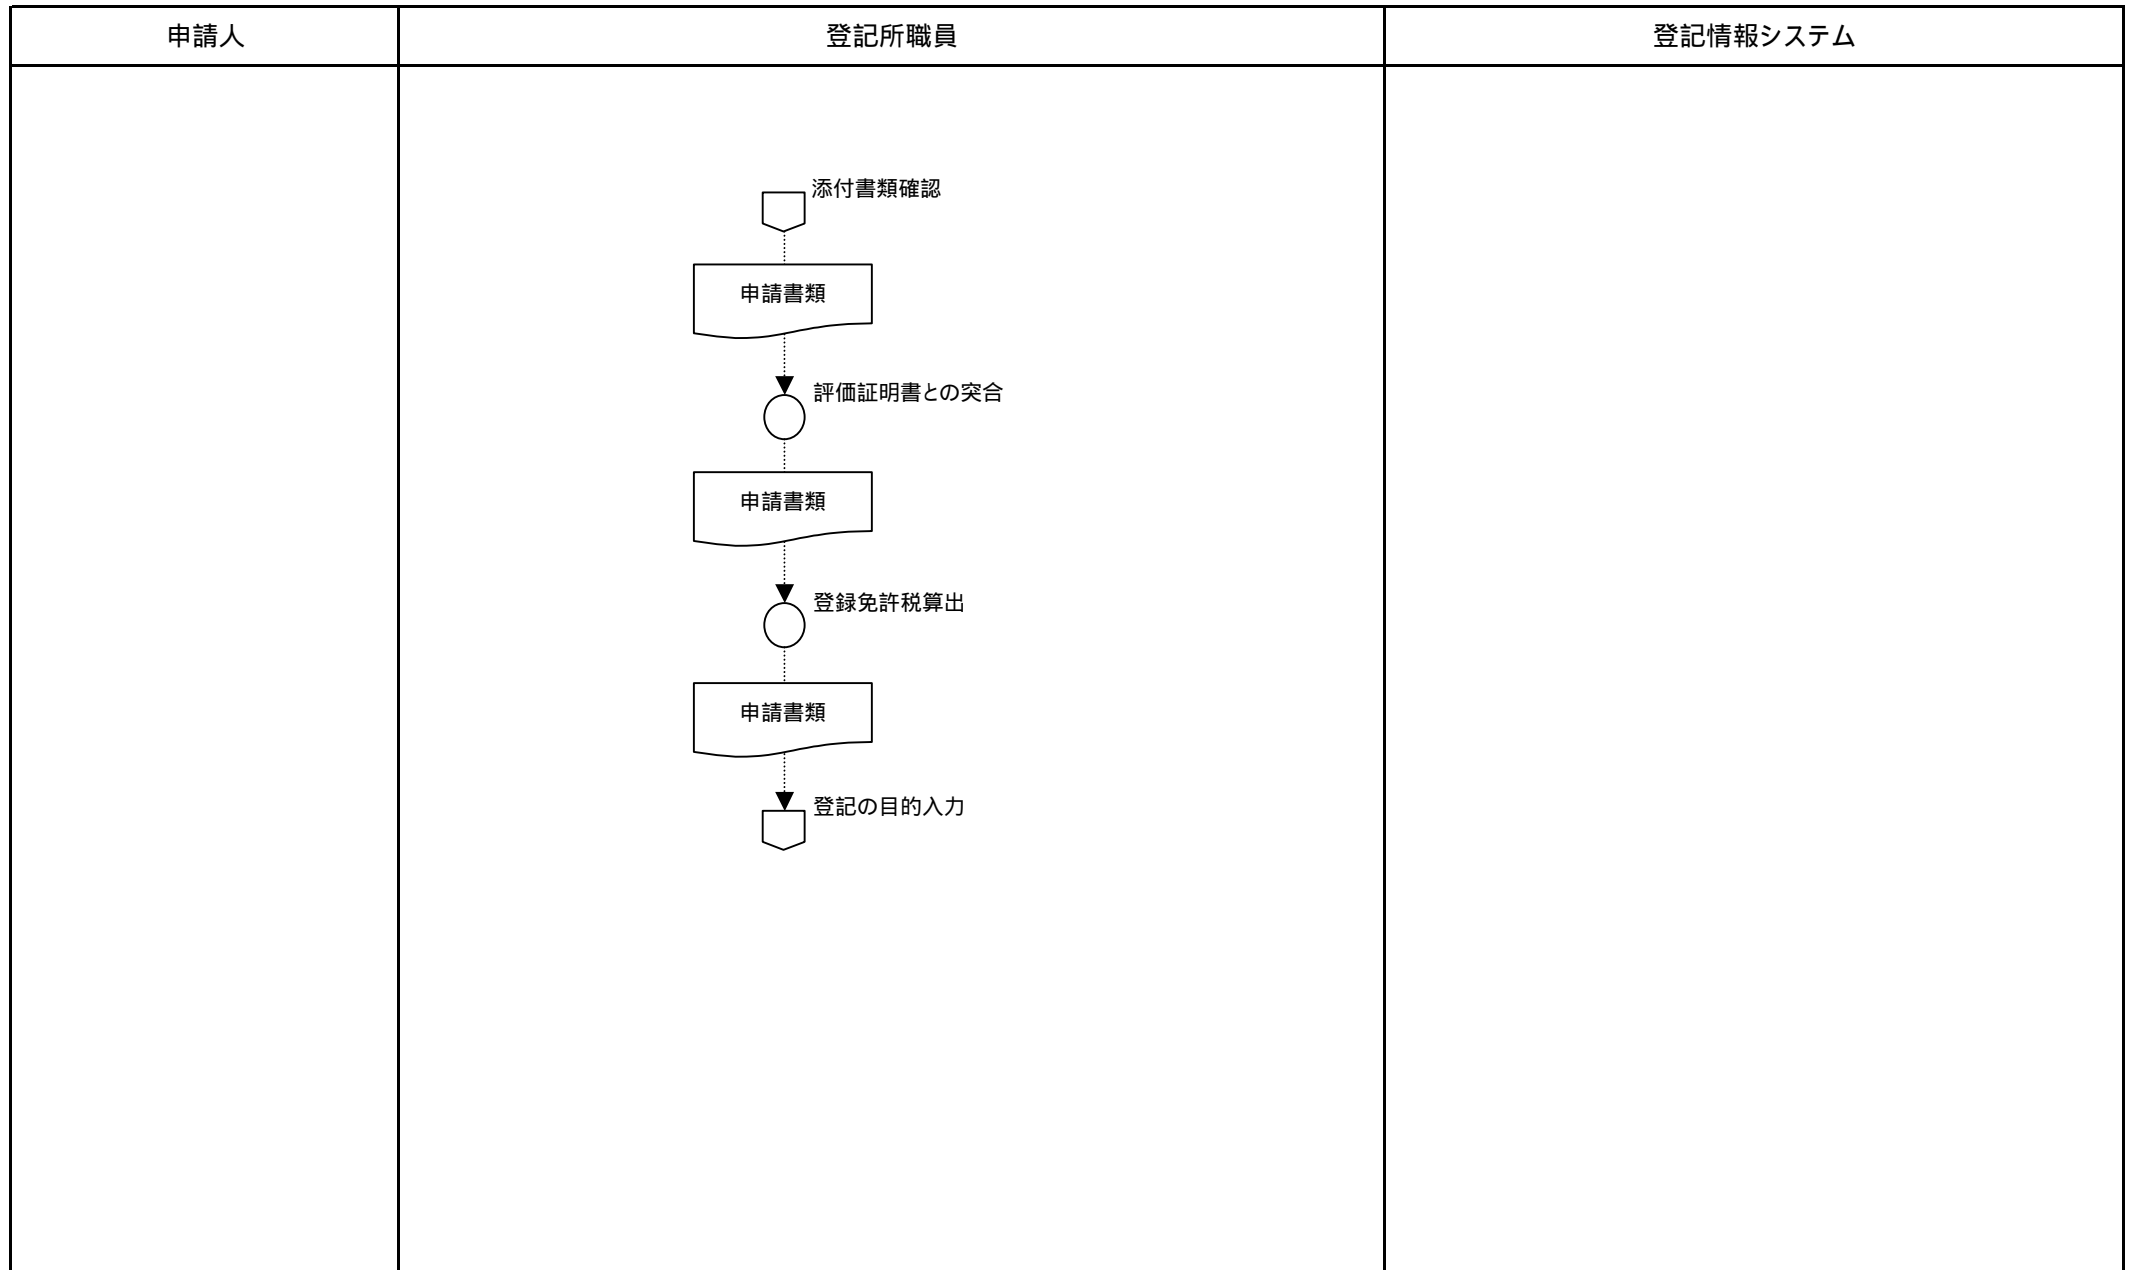 申請人
登記所職員
登記情報システム
添付書類確認
申請書類
評価証明書との突合
申請書類
登録免許税算出
申請書類
登記の目的入力